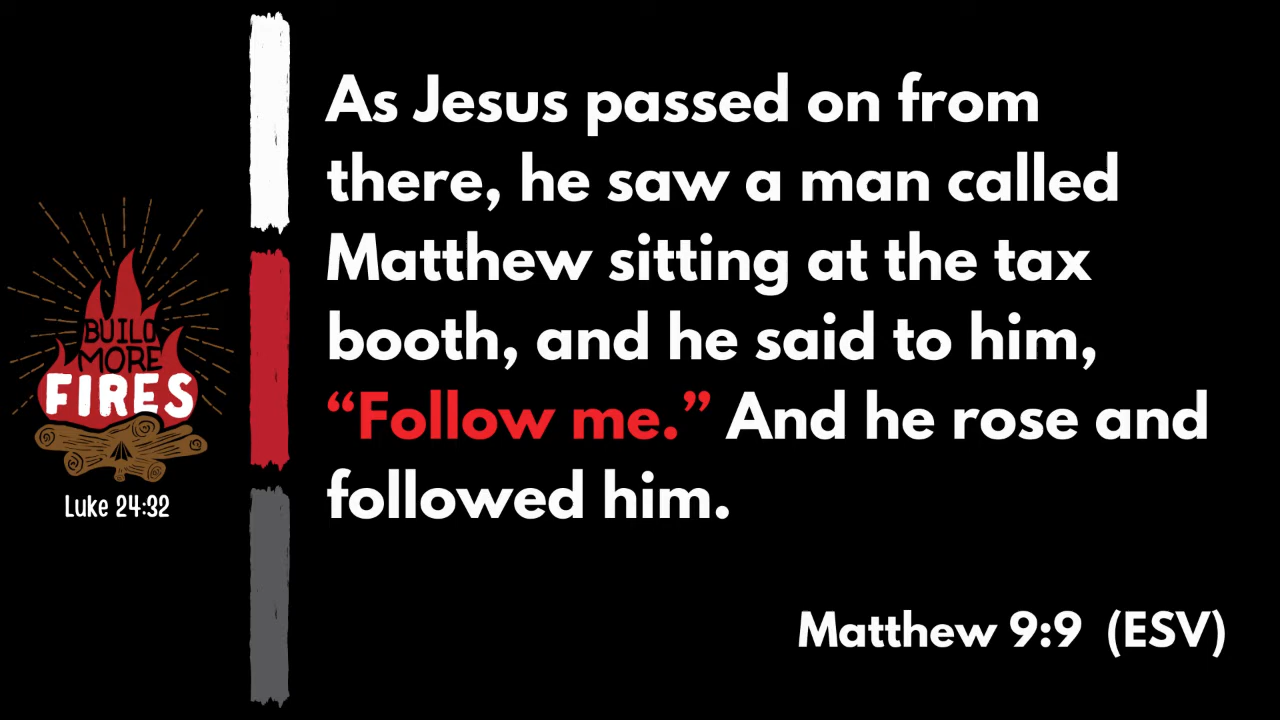 BUILD
MORE
FIRES
Luke 24:32
As Jesus passed on from
there, he saw a man called
Matthew sitting at the tax
booth, and he said to him,
“Follow me.” And he rose and
followed him.
Matthew 9:9 (ESV)